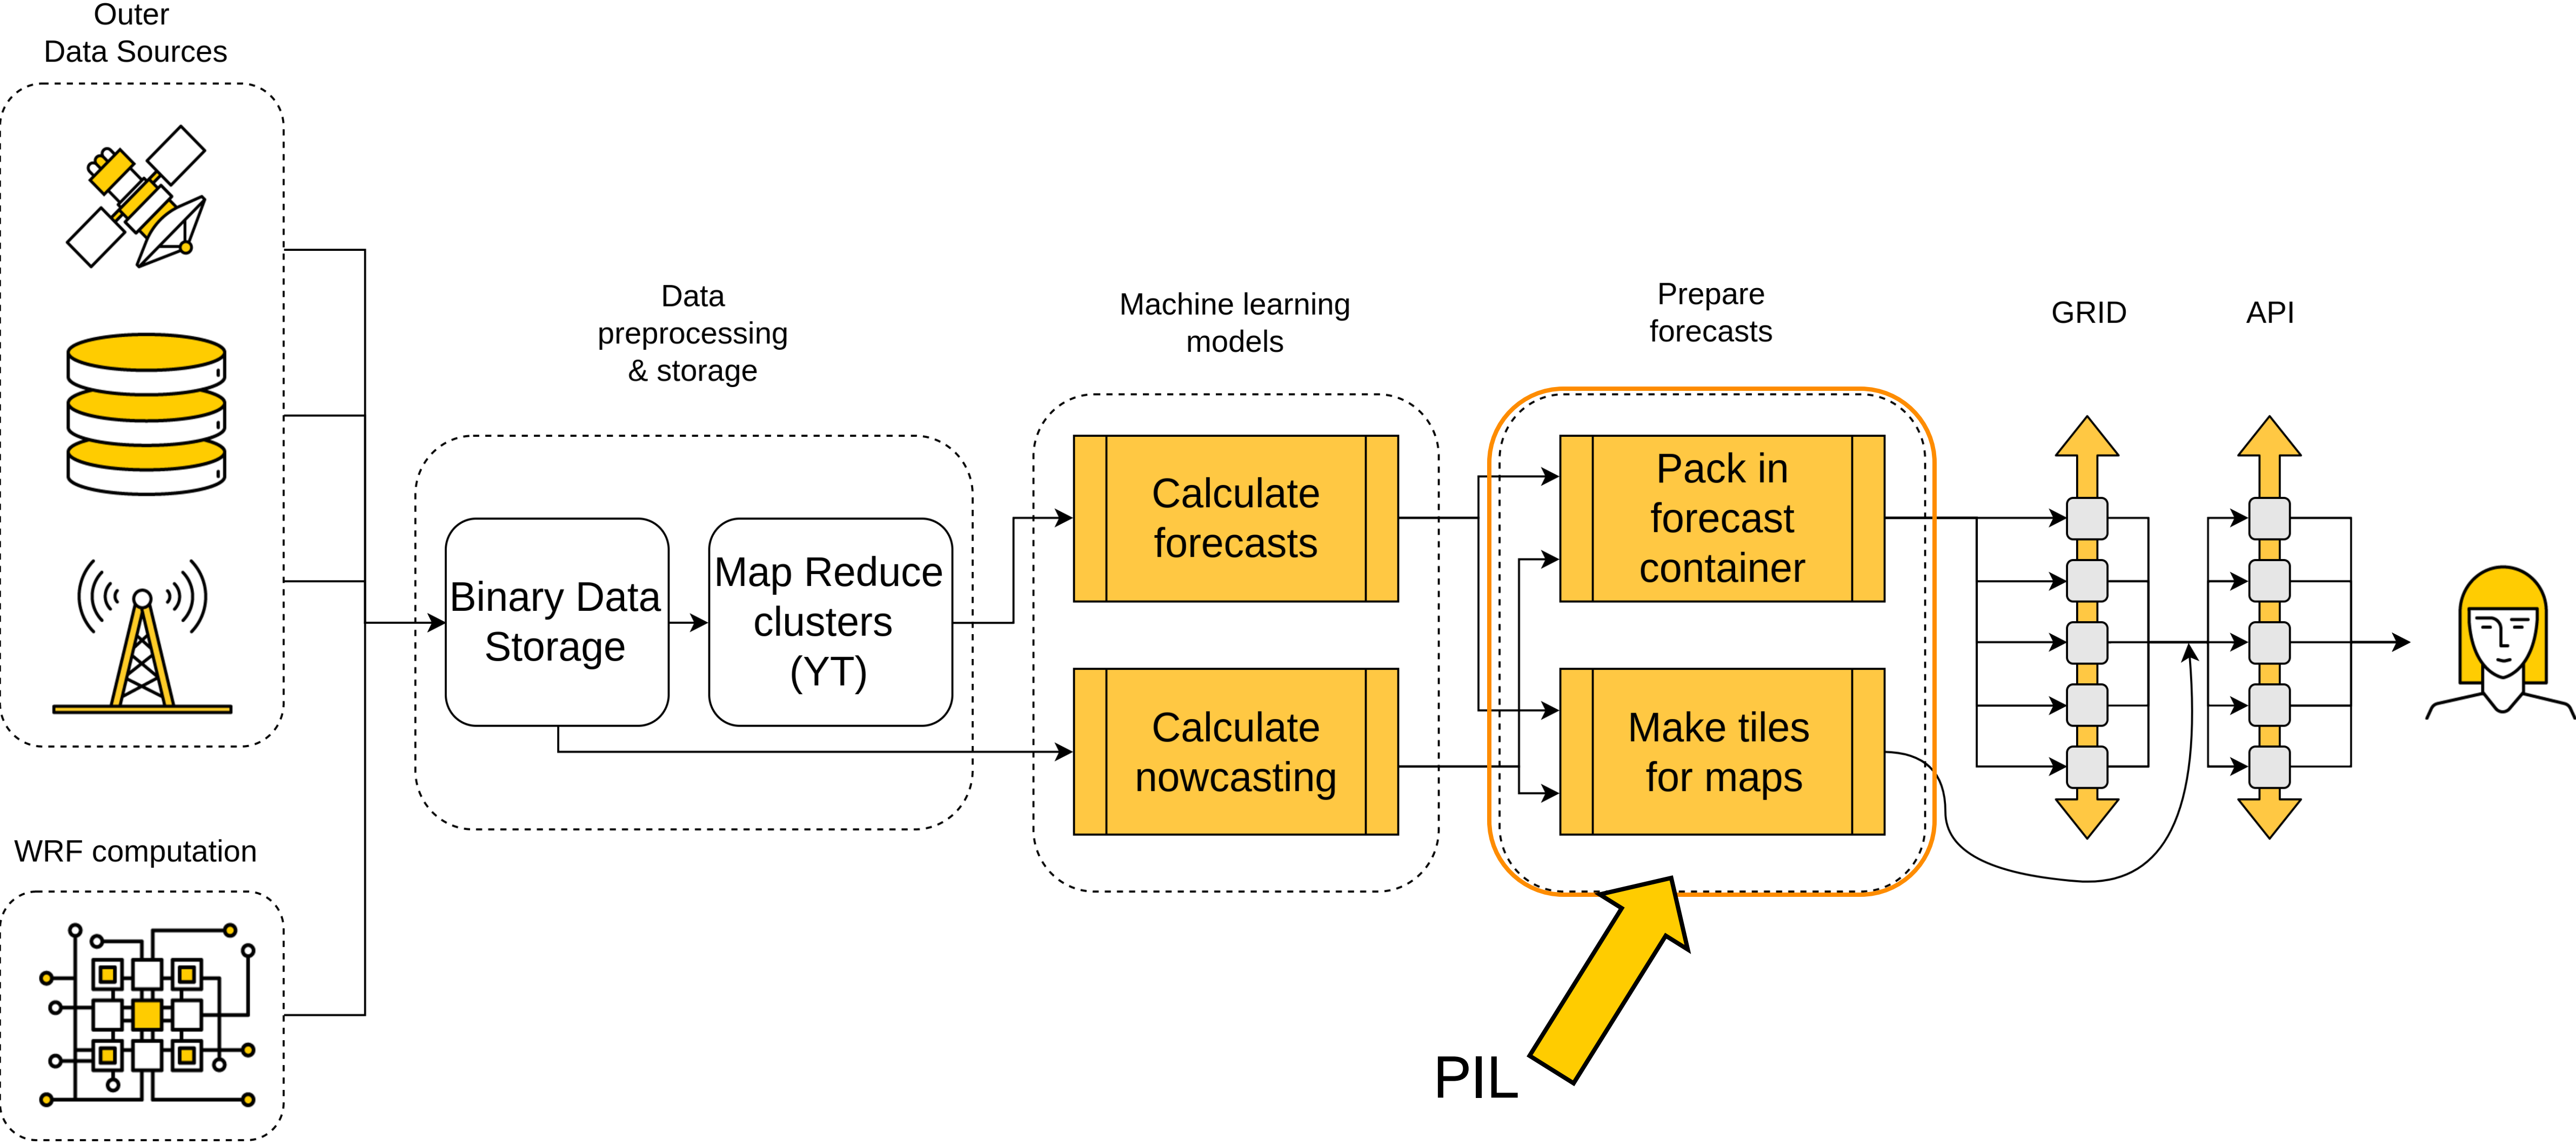 Outer
Data Sources
WRF computation
Data
preprocessing
& storage
Binary Data
Storage
Map Reduce
clusters
(YT)
Machine learning
models
Calculate
forecasts
Calculate
nowcasting
Prepare
forecasts
Pack in
forecast
container
Make tiles
for maps
PIL
GRID
API